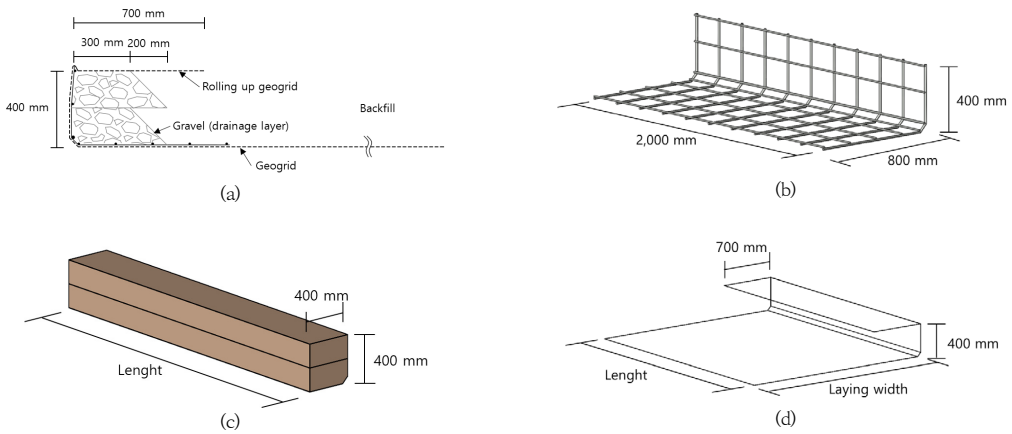 700 mm
300 mm 200 mm
400 mm
Rolling up geogrid
Backfill
Gravel (drainage layer)
Geogrid
(a)
400 mm
2,000 mm
800 mm
(b)
400 mm
400 mm
Lenght
(c)
700 mm
400 mm
Lenght
Laying width
(d)